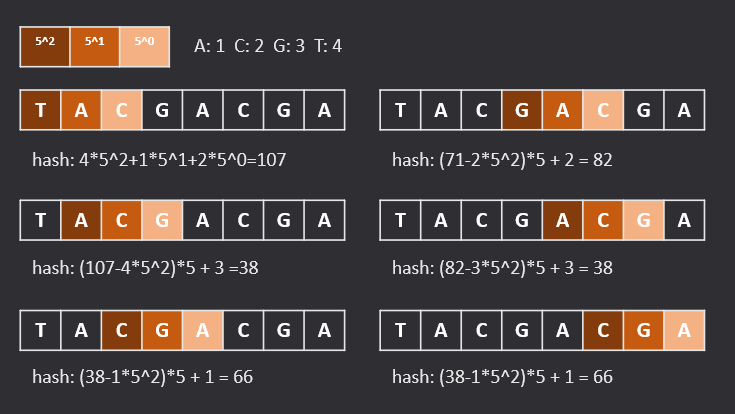 5^2 5^1 5^0 A: 1 C: 2 G: 3 T: 4
T A C G A C G A
hash: 4*5^2+1*5^1+2*5^0=107
T A C G A C G A
hash: (107-4*5^2)*5 + 3 =38
T A C G A C G A
hash: (38-1*5^2)*5 + 1 = 66
T A C G A C G A
hash: (71-2*5^2)*5 + 2 = 82
T A C G A C G A
hash: (82-3*5^2)*5 + 3 = 38
T A C G A C G A
hash: (38-1*5^2)*5 + 1 = 66